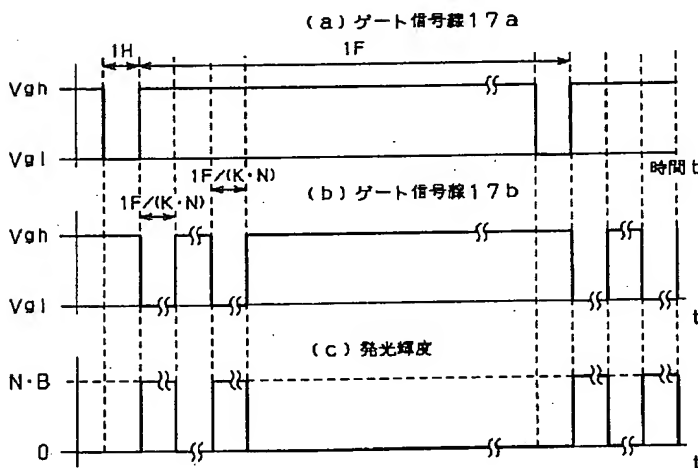 (a) ゲート信号線17a
1H
1F
Vgh
Vgl
時間t
1F/(K・N)
1F/(K・N)
(b) ゲート信号線17b
Vgh
Vgl
t
(c) 発光輝度
N・B
0
t